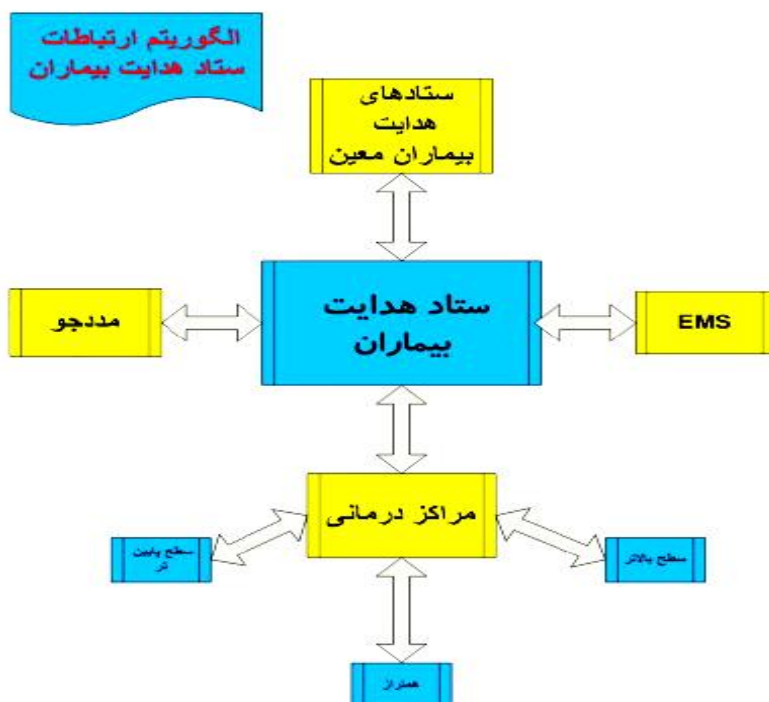 الگوریتم ارتباطات
ستاد هدایت بیماران
ستادهای
هدایت
بیماران معین
مددجو
ستاد هدایت
بیماران
EMS
مراکز درمانی
سطح پایین
تر
سطح بالاتر
همتراز